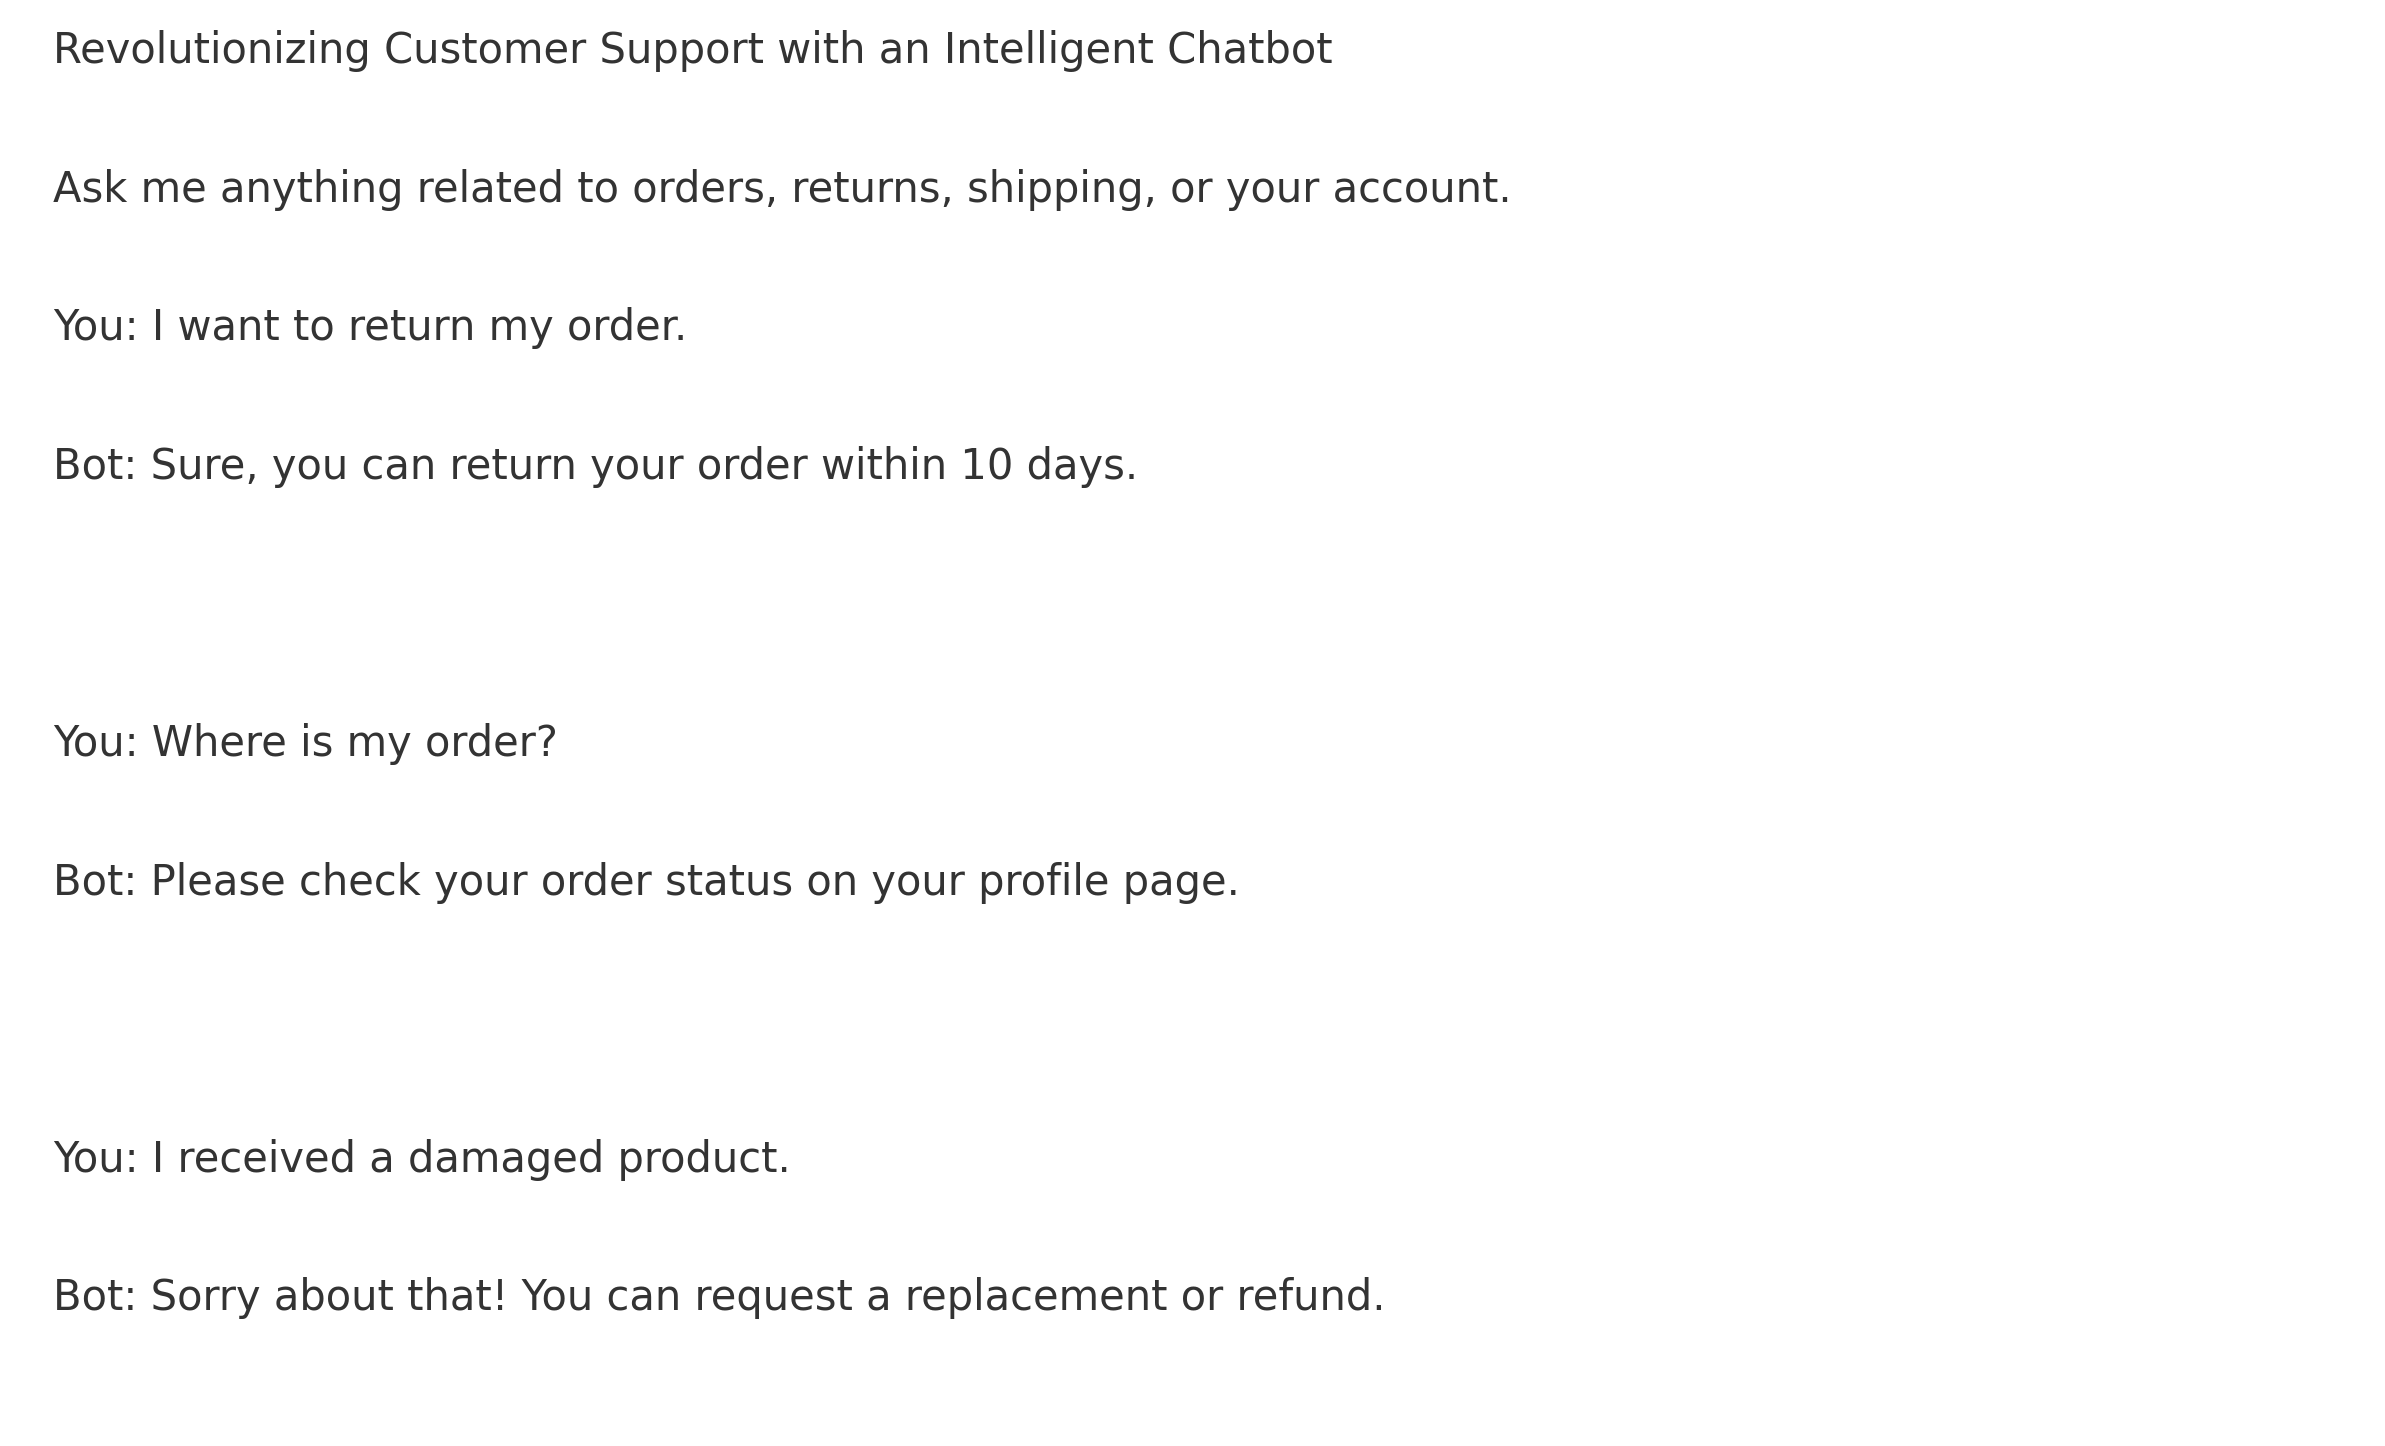 Revolutionizing Customer Support with an Intelligent Chatbot
Ask me anything related to orders, returns, shipping, or your account.
You: I want to return my order.
Bot: Sure, you can return your order within 10 days.
You: Where is my order?
Bot: Please check your order status on your profile page.
You: I received a damaged product.
Bot: Sorry about that! You can request a replacement or refund.